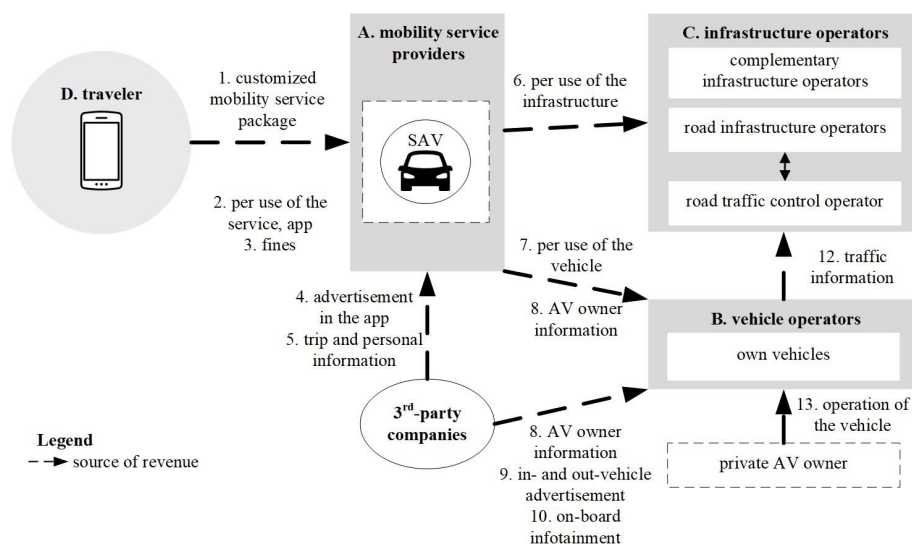 D. traveler
1. customized
mobility service
package
2. per use of the
service, app
3. fines
A. mobility service
providers
SAV
4. advertisement
in the app
5. trip and personal
information
3rd-party
companies
6. per use of the
infrastructure
7. per use of the
vehicle
8. AV owner
information
8. AV owner
information
9. in- and out-vehicle
advertisement
10. on-board
infotainment
C. infrastructure operators
complementary
infrastructure operators
road infrastructure operators
road traffic control operator
12. traffic
information
B. vehicle operators
own vehicles
13. operation of
the vehicle
private AV owner
Legend
source of revenue